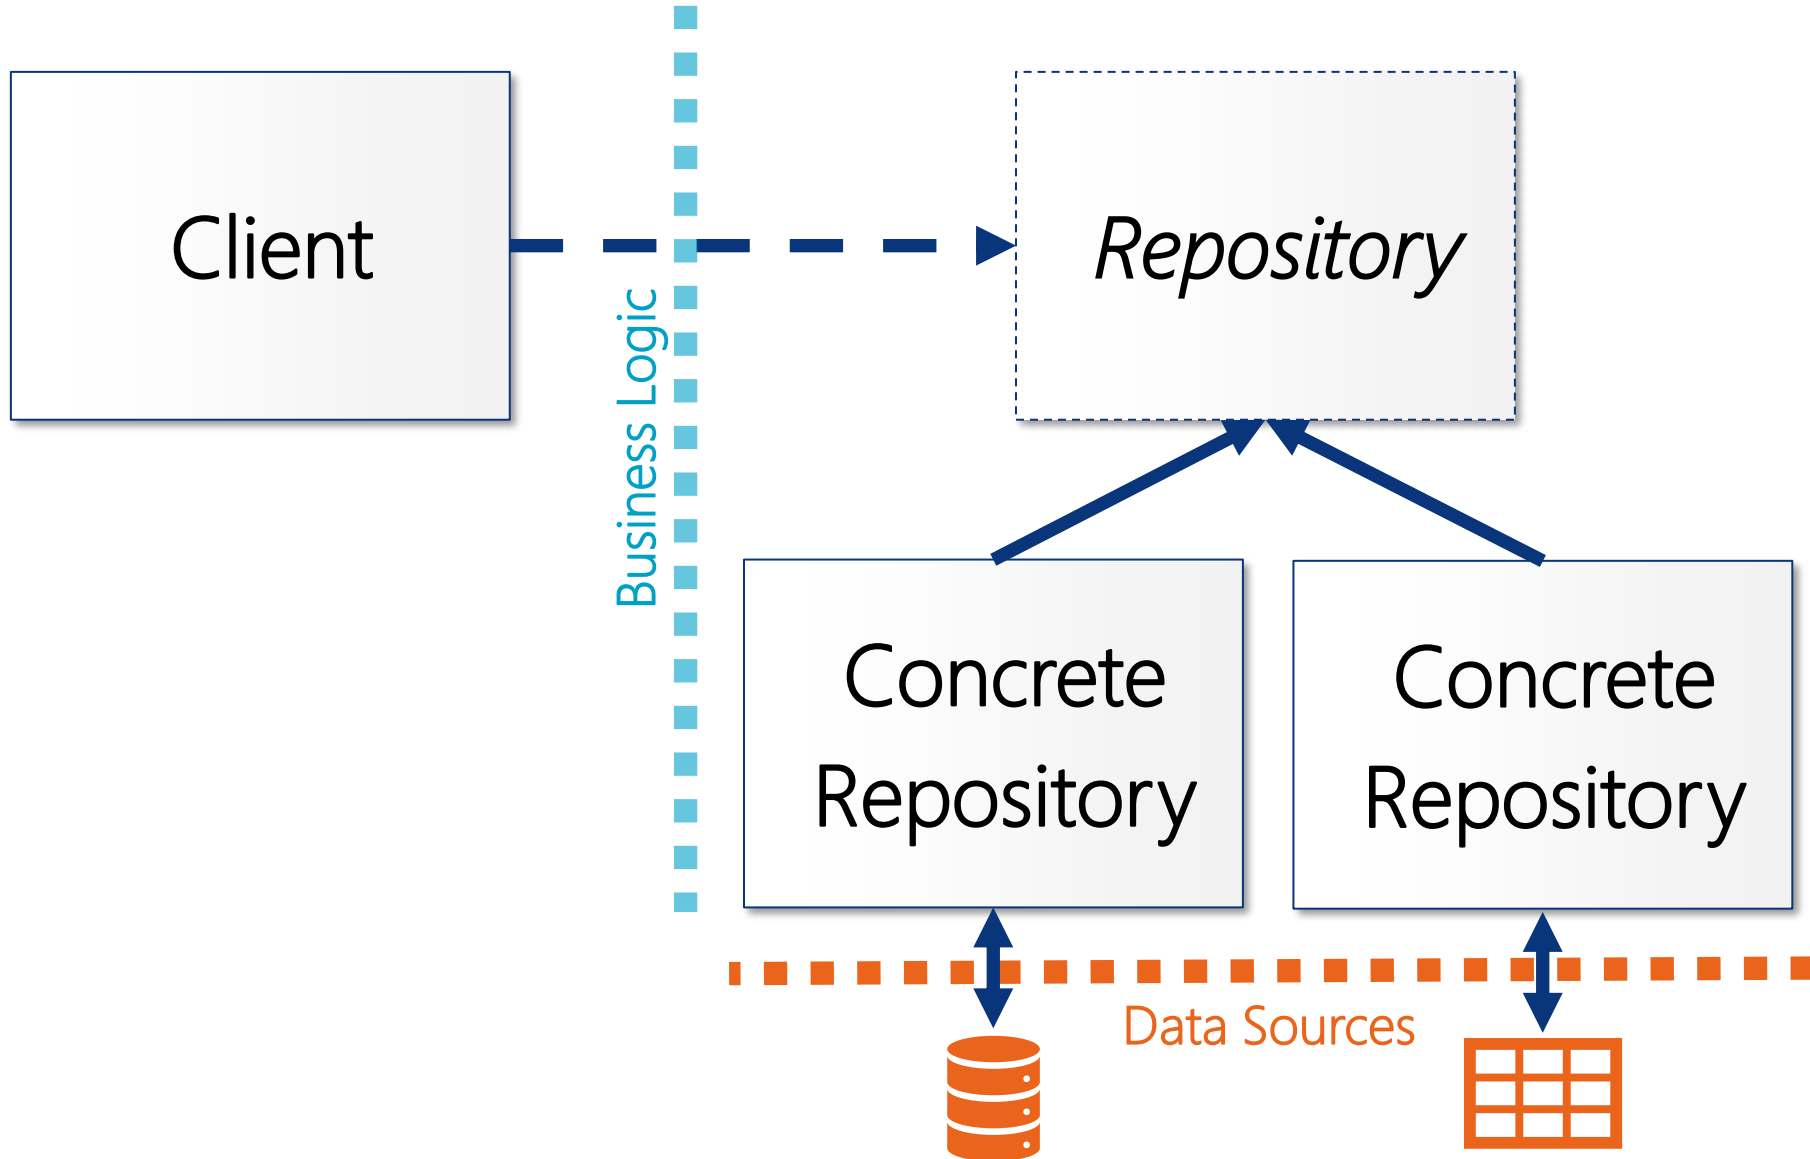 Client
Repository
Business Logic
Concrete
Repository
Concrete
Repository
Data Sources